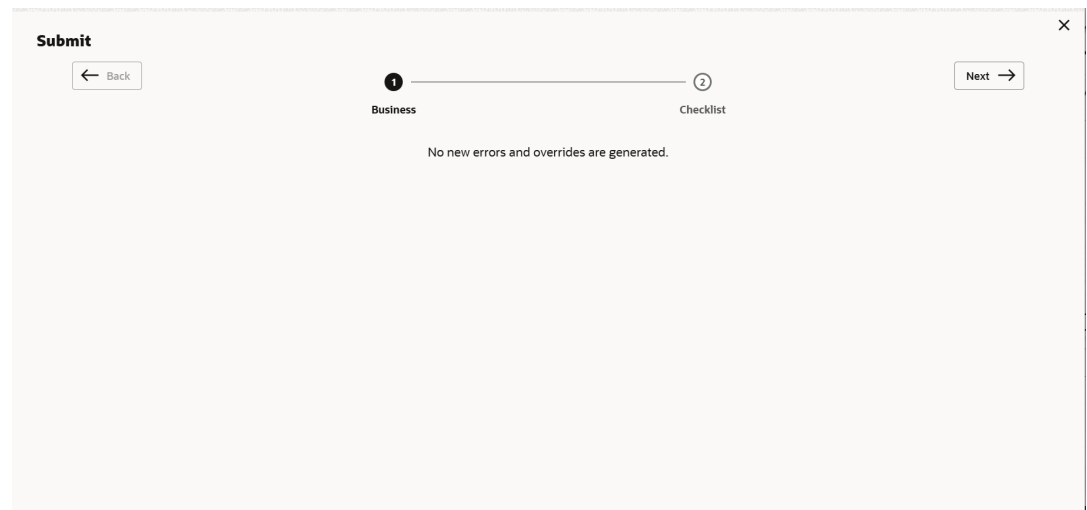 Submit
Back
Next
1
2
Business
Checklist
No new errors and overrides are generated.